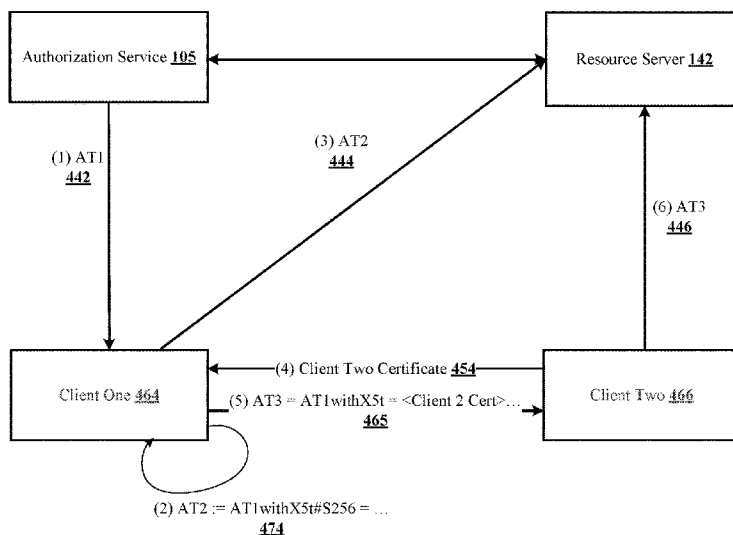 Authorization Service 105
Resource Server 142
(1) AT1
442
(3) AT2
444
(6) AT3
446
(4) Client Two Certificate 454
Client One 464
(5) AT3 = AT1withX5t = <Client 2 Cert>...
465
Client Two 466
(2) AT2 := AT1withX5t#S256 = ...
474